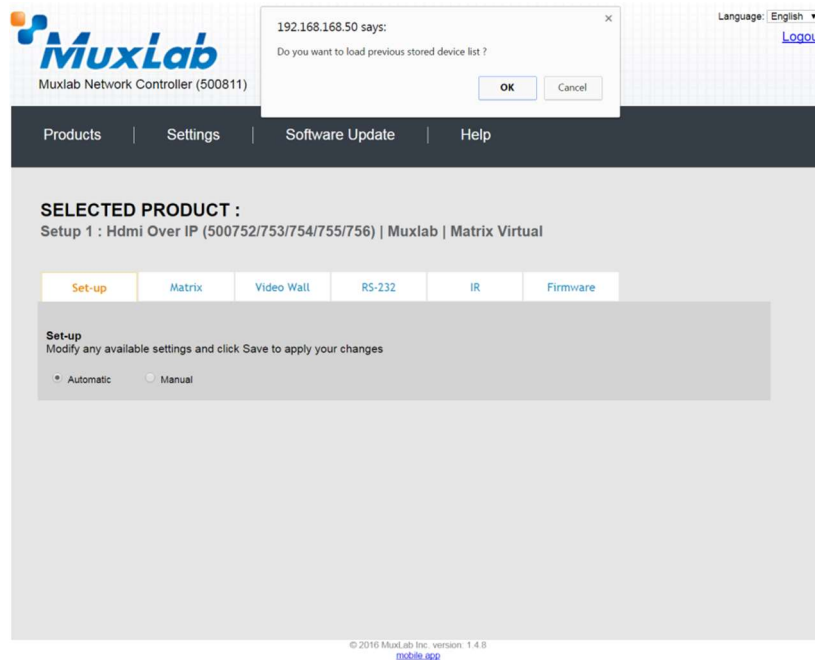 192.168.168.50 says:
Do you want to load previous stored device list ?
OK Cancel
Language: English
Logou
MuxLab
Muxlab Network Controller (500811)
Products | Settings | Software Update | Help
SELECTED PRODUCT :
Setup 1 : Hdmi Over IP (500752/753/754/755/756) | Muxlab | Matrix Virtual
Set-up Matrix Video Wall RS-232 IR Firmware
Set-up
Modify any available settings and click Save to apply your changes
Automatic Manual
© 2016 MuxLab Inc. version: 1.4.8
mobile app